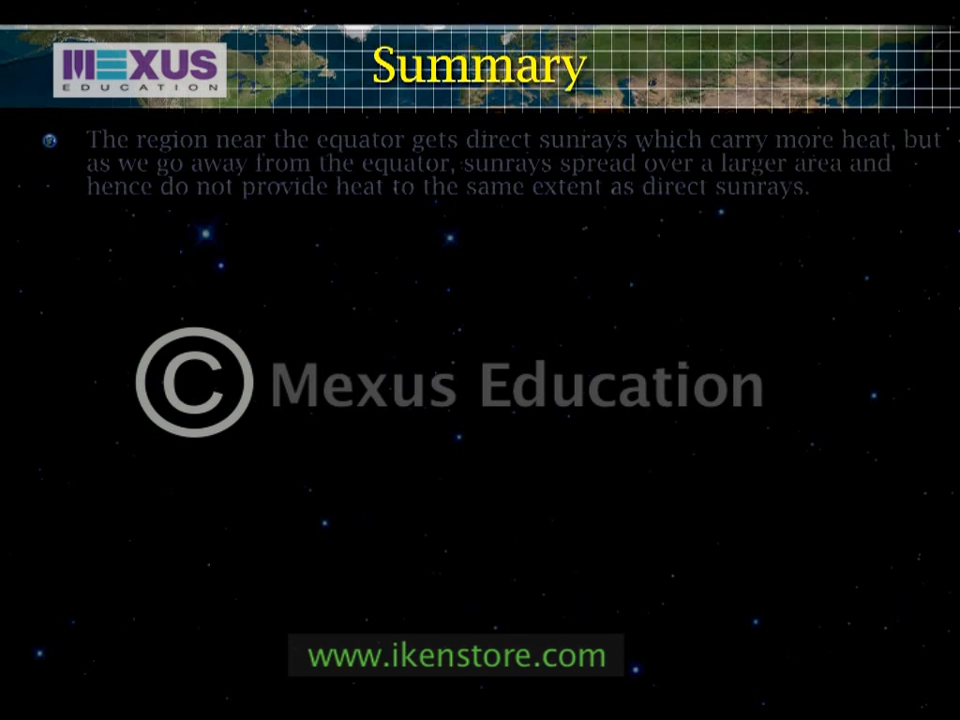 MEXUS
EDUCATION
Summary
The region near the equator gets direct sunrays which carry more heat, but
as we go away from the equator, sunrays spread over a larger area and
hence do not provide heat to the same extent as direct sunrays.
© Mexus Education
www.ikenstore.com